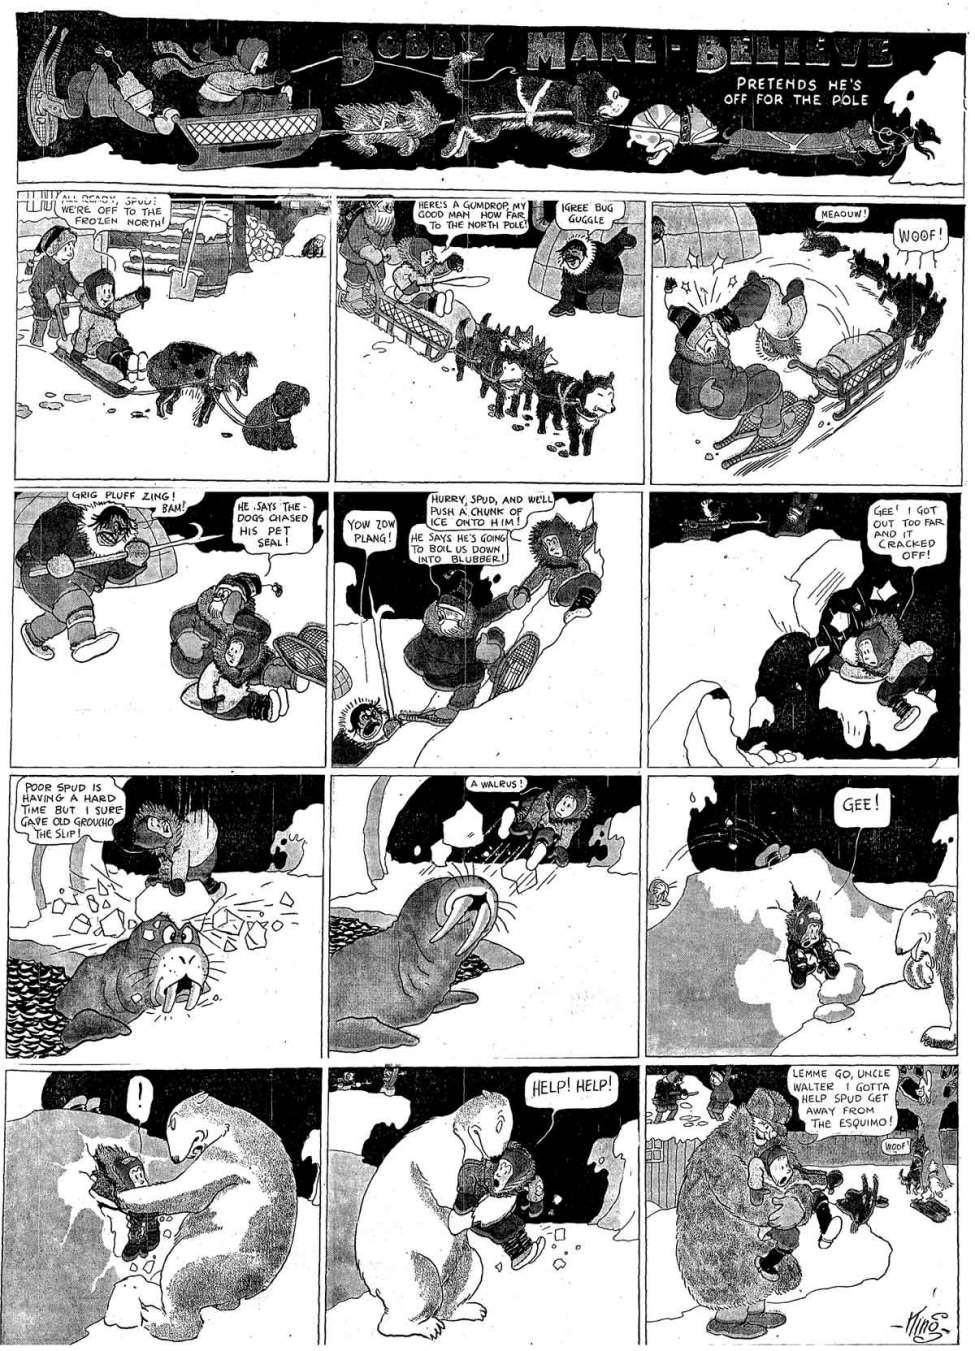 BOBBY MAKE-BELIEVE
PRETENDS HE'S
OFF FOR THE POLE
ALL READY, SPUD!
WE'RE OFF TO THE
FROZEN NORTH!
HERE'S A GUMDROP, MY
GOOD MAN HOW FAR
TO THE NORTH POLE!
IGREE BUG
GUGGLE
MEAOUW!
WOOF!
GRIG PLUFF ZING!
BAM!
HE SAYS THE
DOGS CHASED
HIS PET
SEAL!
YOW ZOW
PLANG!
HURRY, SPUD, AND WE'LL
PUSH A CHUNK OF
ICE ONTO HIM!
HE SAYS HE'S GOING
TO BOIL US DOWN
INTO BLUBBER!
GEE! I GOT
OUT TOO FAR
AND IT
CRACKED
OFF!
POOR SPUD IS
HAVING A HARD
TIME BUT I SURE
GAVE OLD GROUCHO
THE SLIP!
A WALRUS!
GEE!
!
HELP! HELP!
LEMME GO, UNCLE
WALTER I GOTTA
HELP SPUD GET
AWAY FROM
THE ESQUIMO!
WOOF!
-KING-